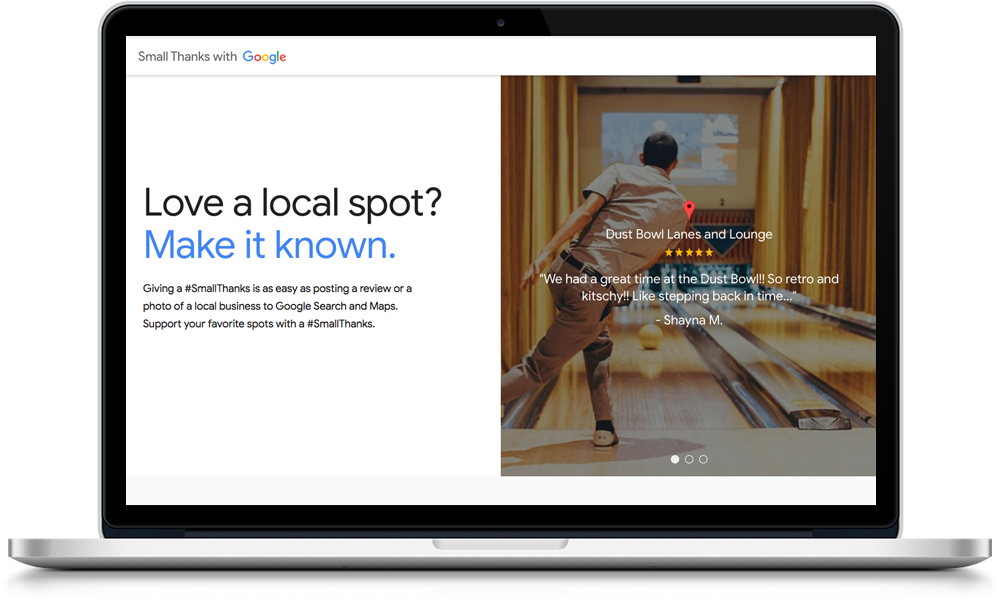 Small Thanks with Google
Love a local spot?
Make it known.
Giving a #SmallThanks is as easy as posting a review or a
photo of a local business to Google Search and Maps.
Support your favorite spots with a #SmallThanks.
2
Dust Bowl Lanes and Lounge
"We had a great time at the Dust Bowl!! So retro and
kitschy!! Like stepping back in time..."
- Shayna M.